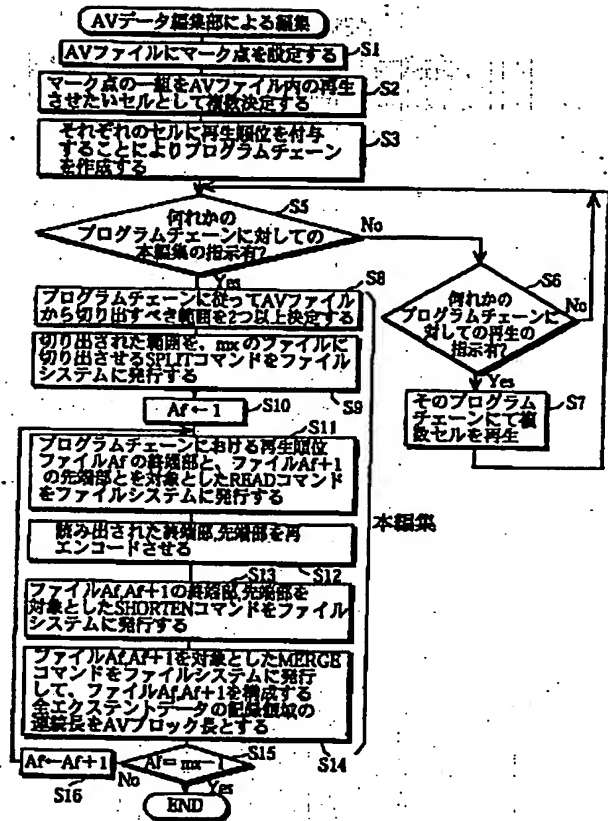 AVデータ編集部による編集
AVファイルにマーク点を設定する
S1
マーク点の一組をAVファイル内の再生
させたいセルとして複数決定する
S2
それぞれのセルに再生順位を付与
することによりプログラムチェーン
を作成する
S3
S5
何れかの
プログラムチェーンに対しての
本編集の指示有?
No
Yes
S6
何れかの
プログラムチェーンに
対しての再生の
指示有?
No
Yes
S7
そのプログラム
チェーンにて複
数セルを再生
S8
プログラムチェーンに従ってAVファイル
から切り出すべき範囲を2つ以上決定する
切り出された範囲を、mxのファイルに
切り出させるSPLITコマンドをファイル
システムに発行する
S9
Af←1
S10
S11
プログラムチェーンにおける再生順位
ファイルAfの終端部と、ファイルAf+1
の先端部とを対象としたREADコマンド
をファイルシステムに発行する
本編集
読み出された終端部,先端部を再
エンコードさせる
S12
S13
ファイルAf,Af+1の終端部,先端部を
対象としたSHORTENコマンドをファイル
システムに発行する
ファイルAf,Af+1を対象としたMERGE
コマンドをファイルシステムに発行
して、ファイルAf,Af+1を構成する
全エクステントデータの記録領域の
連続長をAVブロック長とする
S14
S15
Af=mx−1
Af←Af+1
No
S16
Yes
END